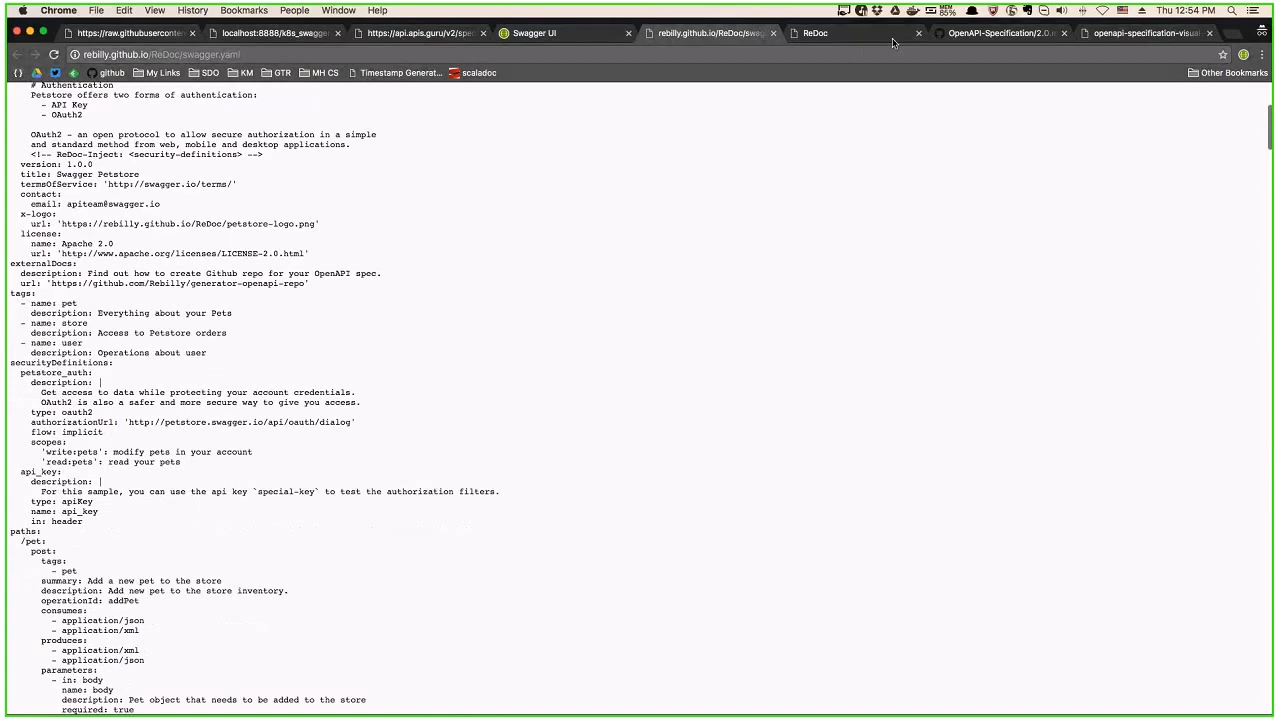 Chrome File Edit View History Bookmarks People Window Help
MEM. 85%
Fri 12:54 PM
https://raw.githubuserconten
localhost:8888/k8s_swagge
https://api.apis.guru/v2/spec
Swagger UI
rebilly.github.io/ReDoc/swag
ReDoc
OpenAPI-Specification/2.0.m
openapi-specification-visual
rebilly.github.io/ReDoc/swagger.yaml
github My Links SDO KM GTR MH CS Timestamp Generat... scaladoc Other Bookmarks
# Authentication
Petstore offers two forms of authentication:
- API Key
- OAuth2
OAuth2 - an open protocol to allow secure authorization in a simple
and standard method from web, mobile and desktop applications.
<!-- ReDoc-Inject: <security-definitions> -->
version: 1.0.0
title: Swagger Petstore
termsOfService: 'http://swagger.io/terms/'
contact:
email: apiteam@swagger.io
x-logo:
url: 'https://rebilly.github.io/ReDoc/petstore-logo.png'
license:
name: Apache 2.0
url: 'http://www.apache.org/licenses/LICENSE-2.0.html'
externalDocs:
description: Find out how to create Github repo for your OpenAPI spec.
url: 'https://github.com/Rebilly/generator-openapi-repo'
tags:
- name: pet
description: Everything about your Pets
- name: store
description: Access to Petstore orders
- name: user
description: Operations about user
securityDefinitions:
petstore_auth:
description: |
Get access to data while protecting your account credentials.
OAuth2 is also a safer and more secure way to give you access.
type: oauth2
authorizationUrl: 'http://petstore.swagger.io/api/oauth/dialog'
flow: implicit
scopes:
'write:pets': modify pets in your account
'read:pets': read your pets
api_key:
description: |
For this sample, you can use the api key `special-key` to test the authorization filters.
type: apiKey
name: api_key
in: header
paths:
/pet:
post:
tags:
- pet
summary: Add a new pet to the store
description: Add new pet to the store inventory.
operationId: addPet
consumes:
- application/json
- application/xml
produces:
- application/xml
- application/json
parameters:
- in: body
name: body
description: Pet object that needs to be added to the store
required: true